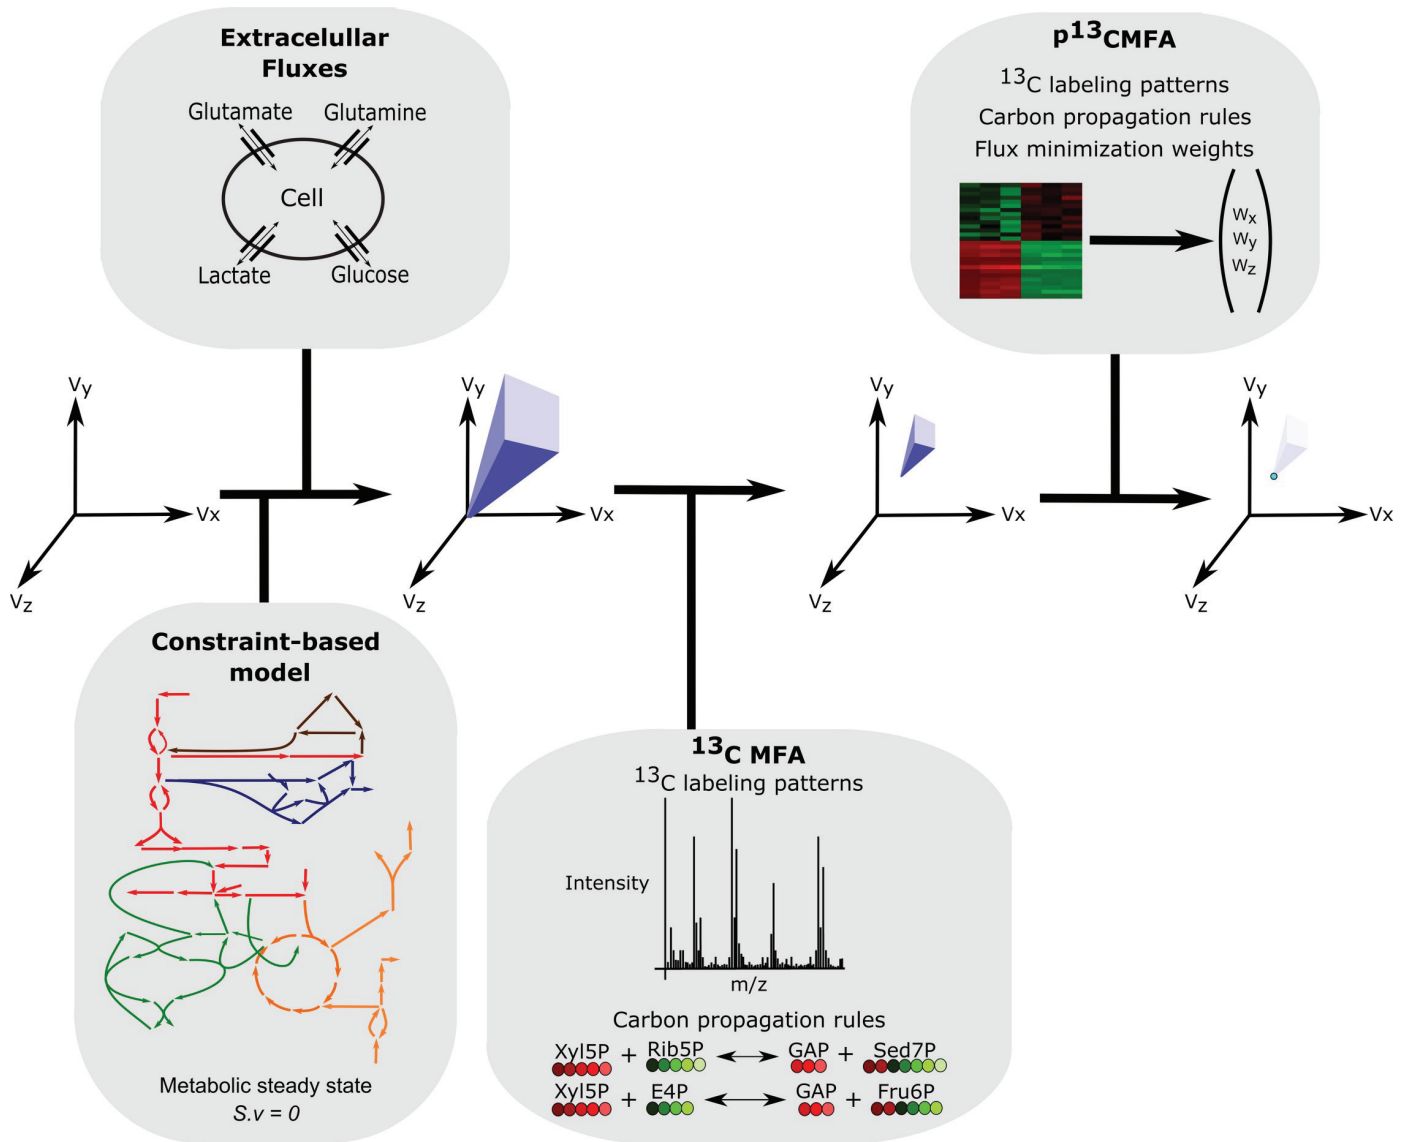 Extracelullar
Fluxes
Glutamate
Glutamine
Cell
Lactate
Glucose
p13CMFA
13C labeling patterns
Carbon propagation rules
Flux minimization weights
wx
wy
wz
Vy
Vx
Vz
Vy
Vx
Vz
Vy
Vx
Vz
Vy
Vx
Vz
Constraint-based
model
Metabolic steady state
S.v = 0
13C MFA
13C labeling patterns
Intensity
m/z
Carbon propagation rules
Xyl5P + Rib5P GAP + Sed7P
Xyl5P + E4P GAP + Fru6P